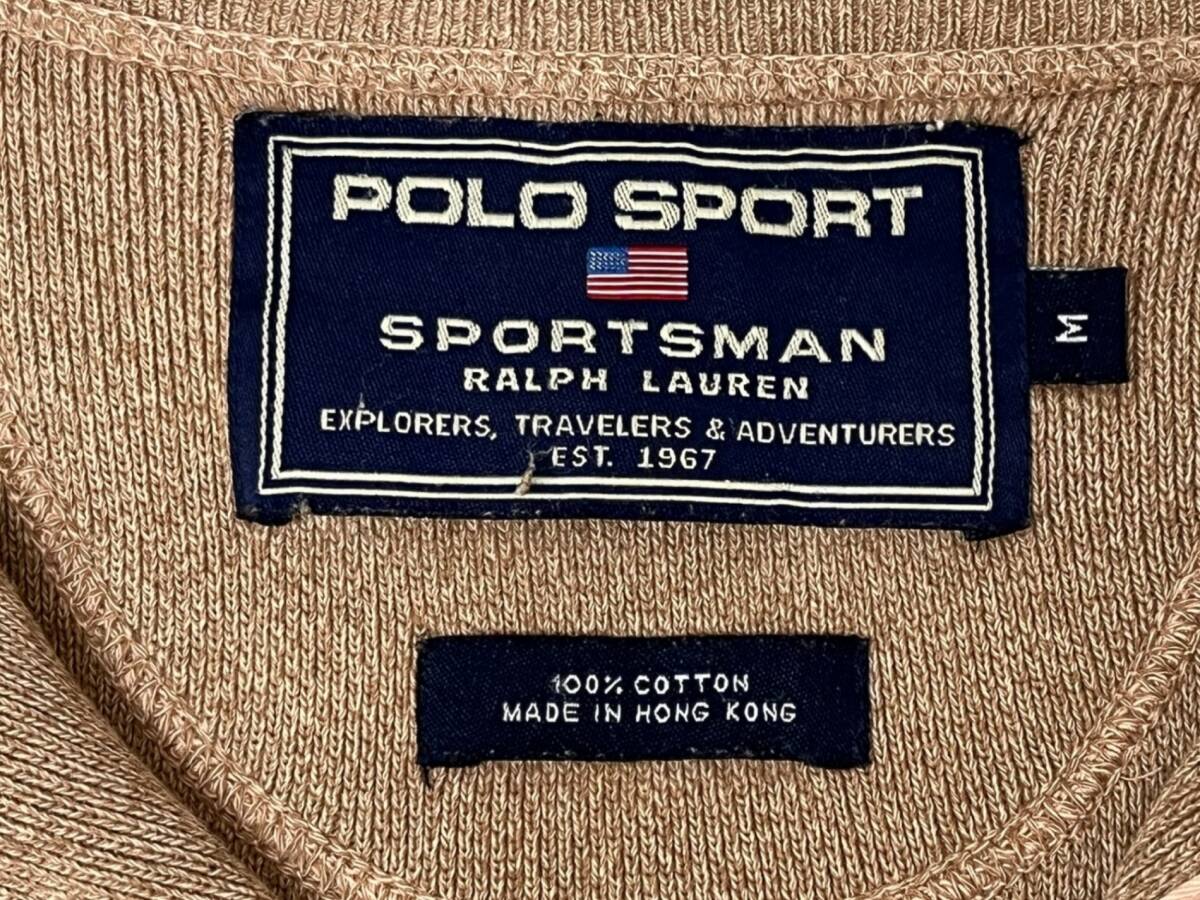 POLO SPORT
SPORTSMAN
RALPH LAUREN
EXPLORERS, TRAVELERS & ADVENTURERS
EST. 1967
M
100% COTTON
MADE IN HONG KONG